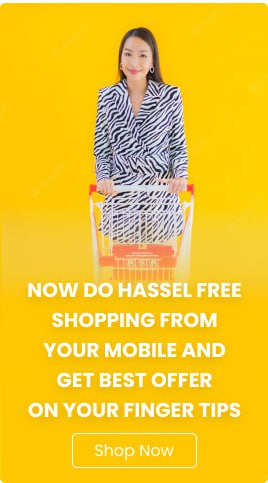 NOW DO HASSEL FREE
SHOPPING FROM
YOUR MOBILE AND
GET BEST OFFER
ON YOUR FINGER TIPS
Shop Now